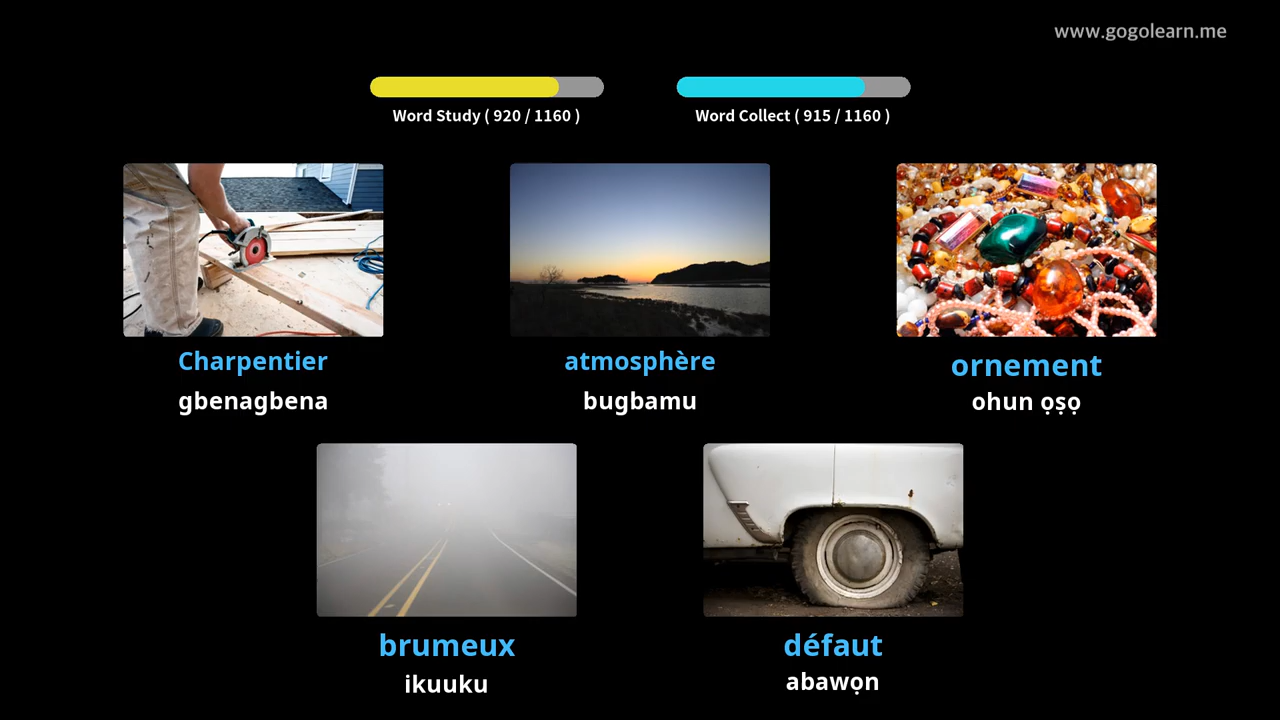 www.gogolearn.me
Word Study ( 920 / 1160 )
Word Collect ( 915 / 1160 )
Charpentier
gbenagbena
atmosphère
bugbamu
ornement
ohun ọṣọ
brumeux
ikuuku
défaut
abawọn